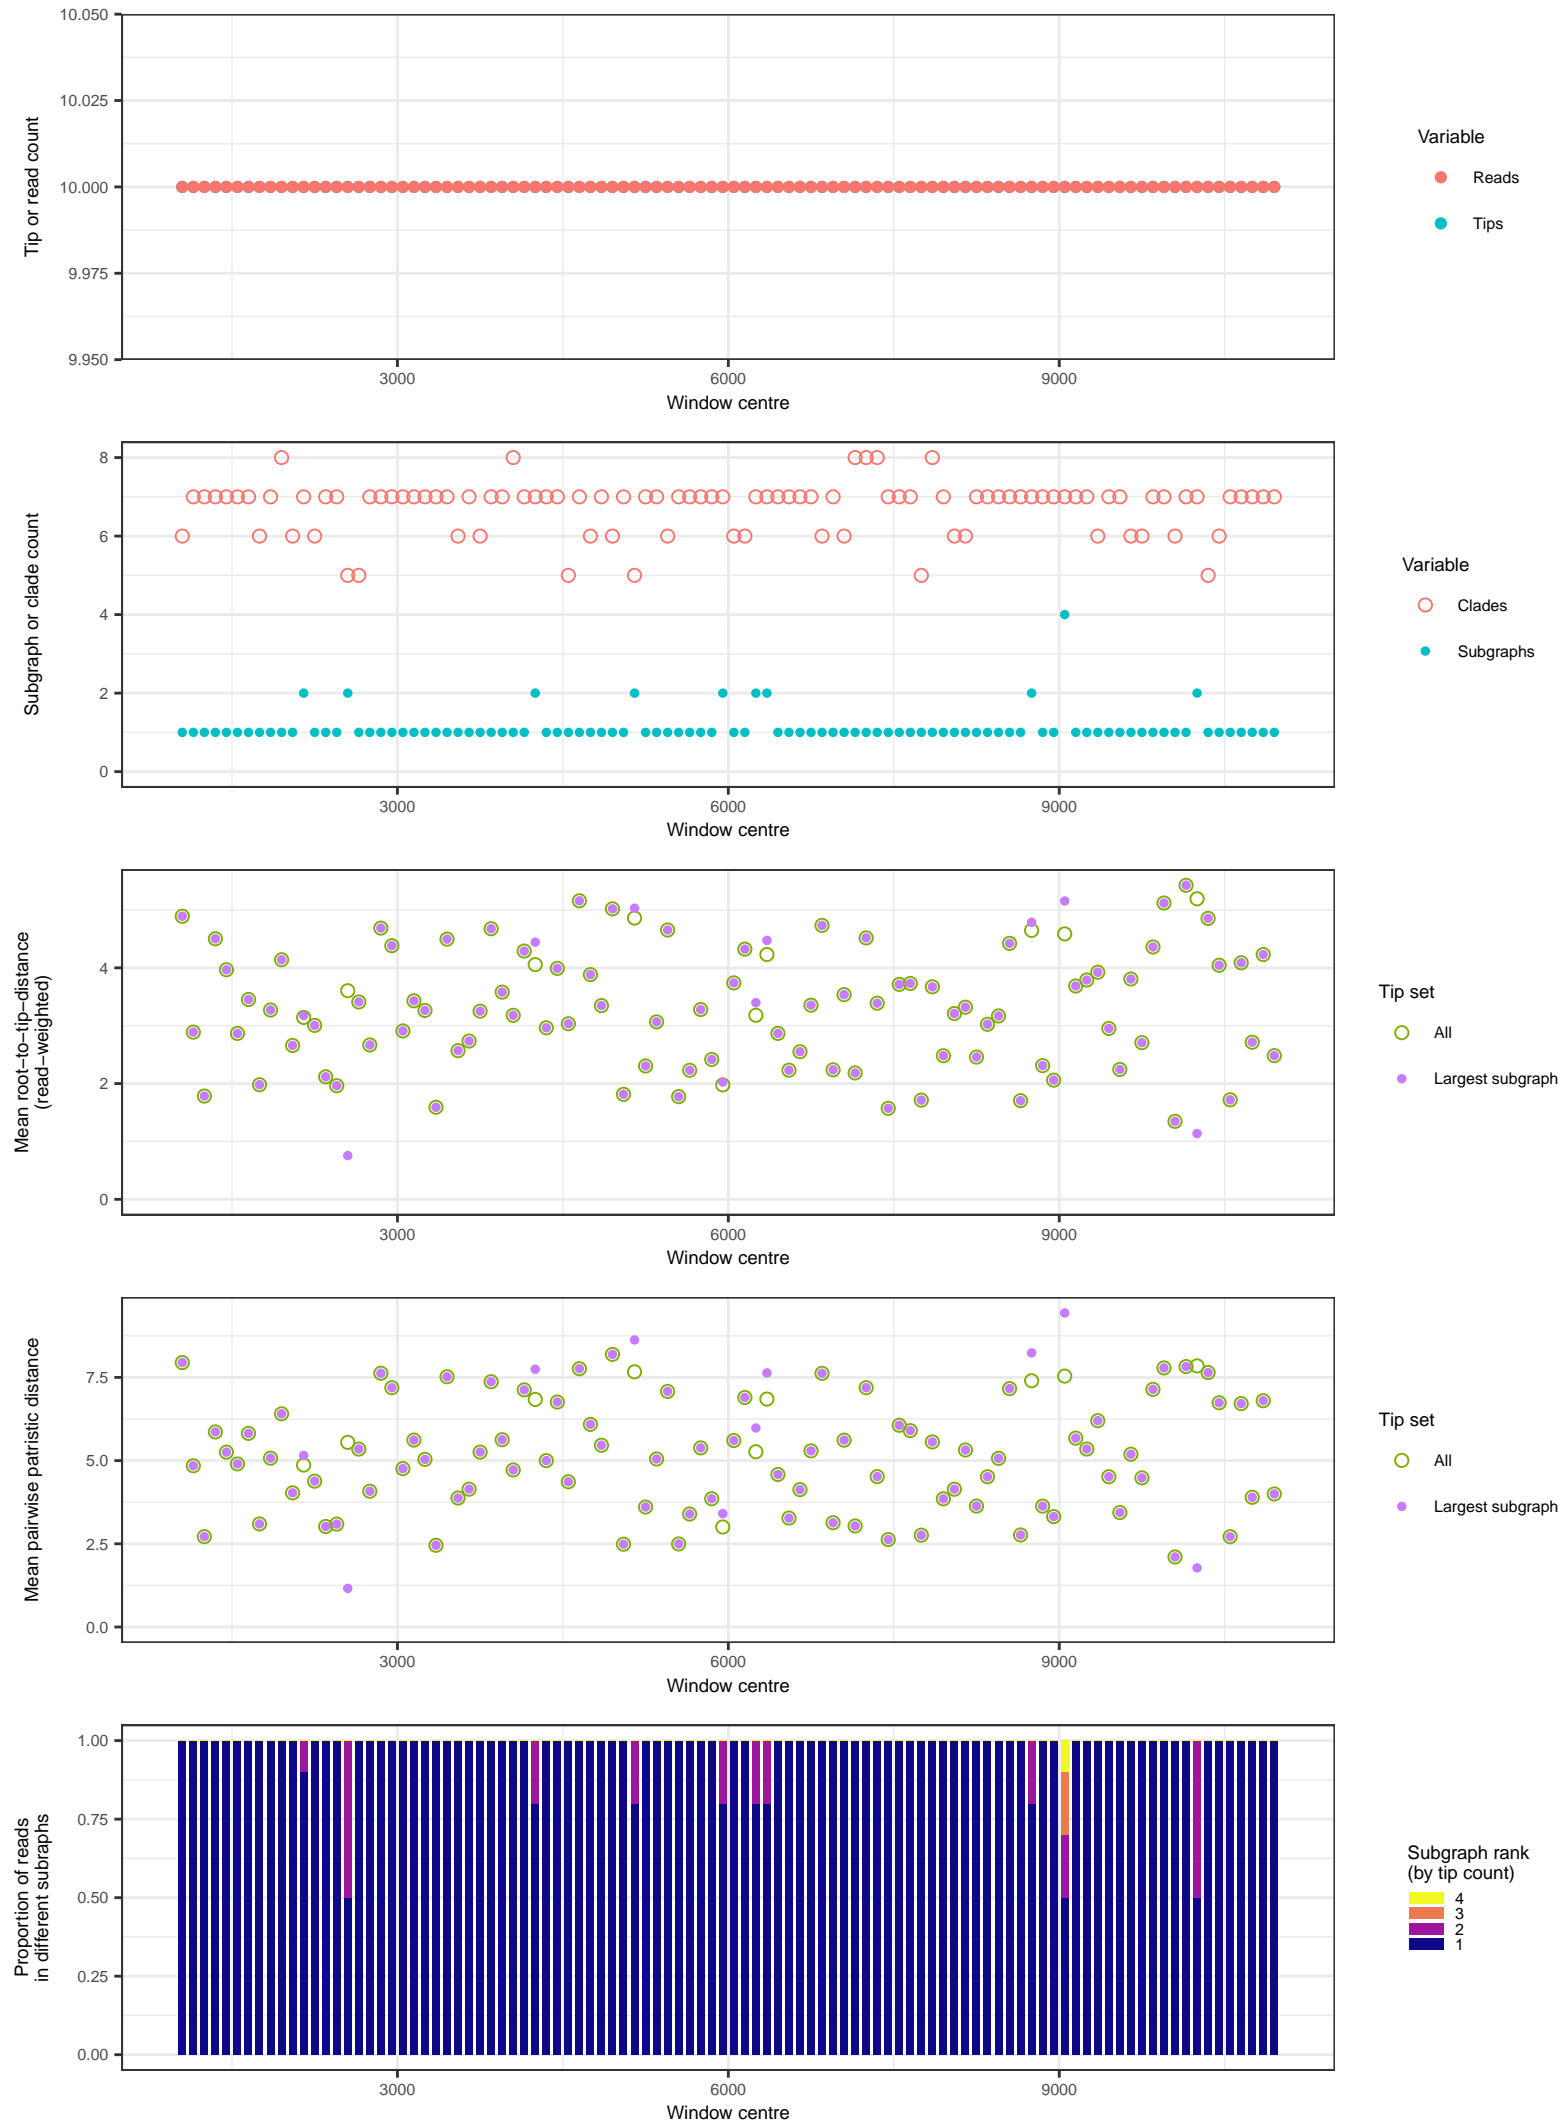 10.050
10.025
10.000
9.975
9.950
Tip or read count
3000 6000 9000
Window centre
Variable
Reads
Tips
8
6
4
2
0
Subgraph or clade count
3000 6000 9000
Window centre
Variable
Clades
Subgraphs
4
2
0
Mean root−to−tip−distance
(read−weighted)
3000 6000 9000
Window centre
Tip set
All
Largest subgraph
7.5
5.0
2.5
0.0
Mean pairwise patristic distance
3000 6000 9000
Window centre
Tip set
All
Largest subgraph
1.00
0.75
0.50
0.25
0.00
Proportion of reads
in different subraphs
3000 6000 9000
Window centre
Subgraph rank
(by tip count)
4
3
2
1